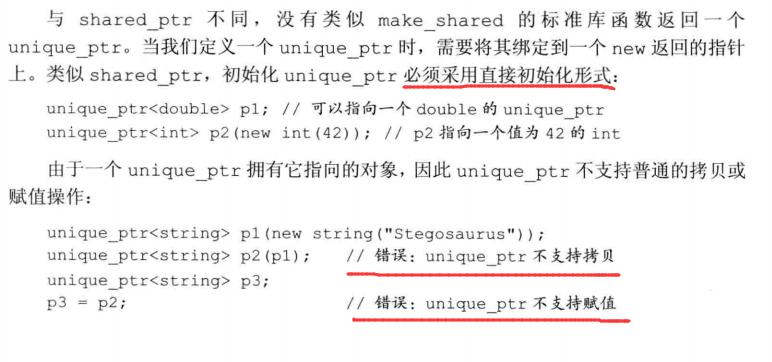 与 shared_ptr 不同，没有类似 make_shared 的标准库函数返回一个
unique_ptr。当我们定义一个 unique_ptr 时，需要将其绑定到一个 new 返回的指针
上。类似 shared_ptr，初始化 unique_ptr 必须采用直接初始化形式：
unique_ptr<double> p1; // 可以指向一个 double 的 unique_ptr
unique_ptr<int> p2(new int(42)); // p2 指向一个值为 42 的 int
由于一个 unique_ptr 拥有它指向的对象，因此 unique_ptr 不支持普通的拷贝或
赋值操作：
unique_ptr<string> p1(new string("Stegosaurus"));
unique_ptr<string> p2(p1); // 错误：unique_ptr 不支持拷贝
unique_ptr<string> p3;
p3 = p2; // 错误：unique_ptr 不支持赋值